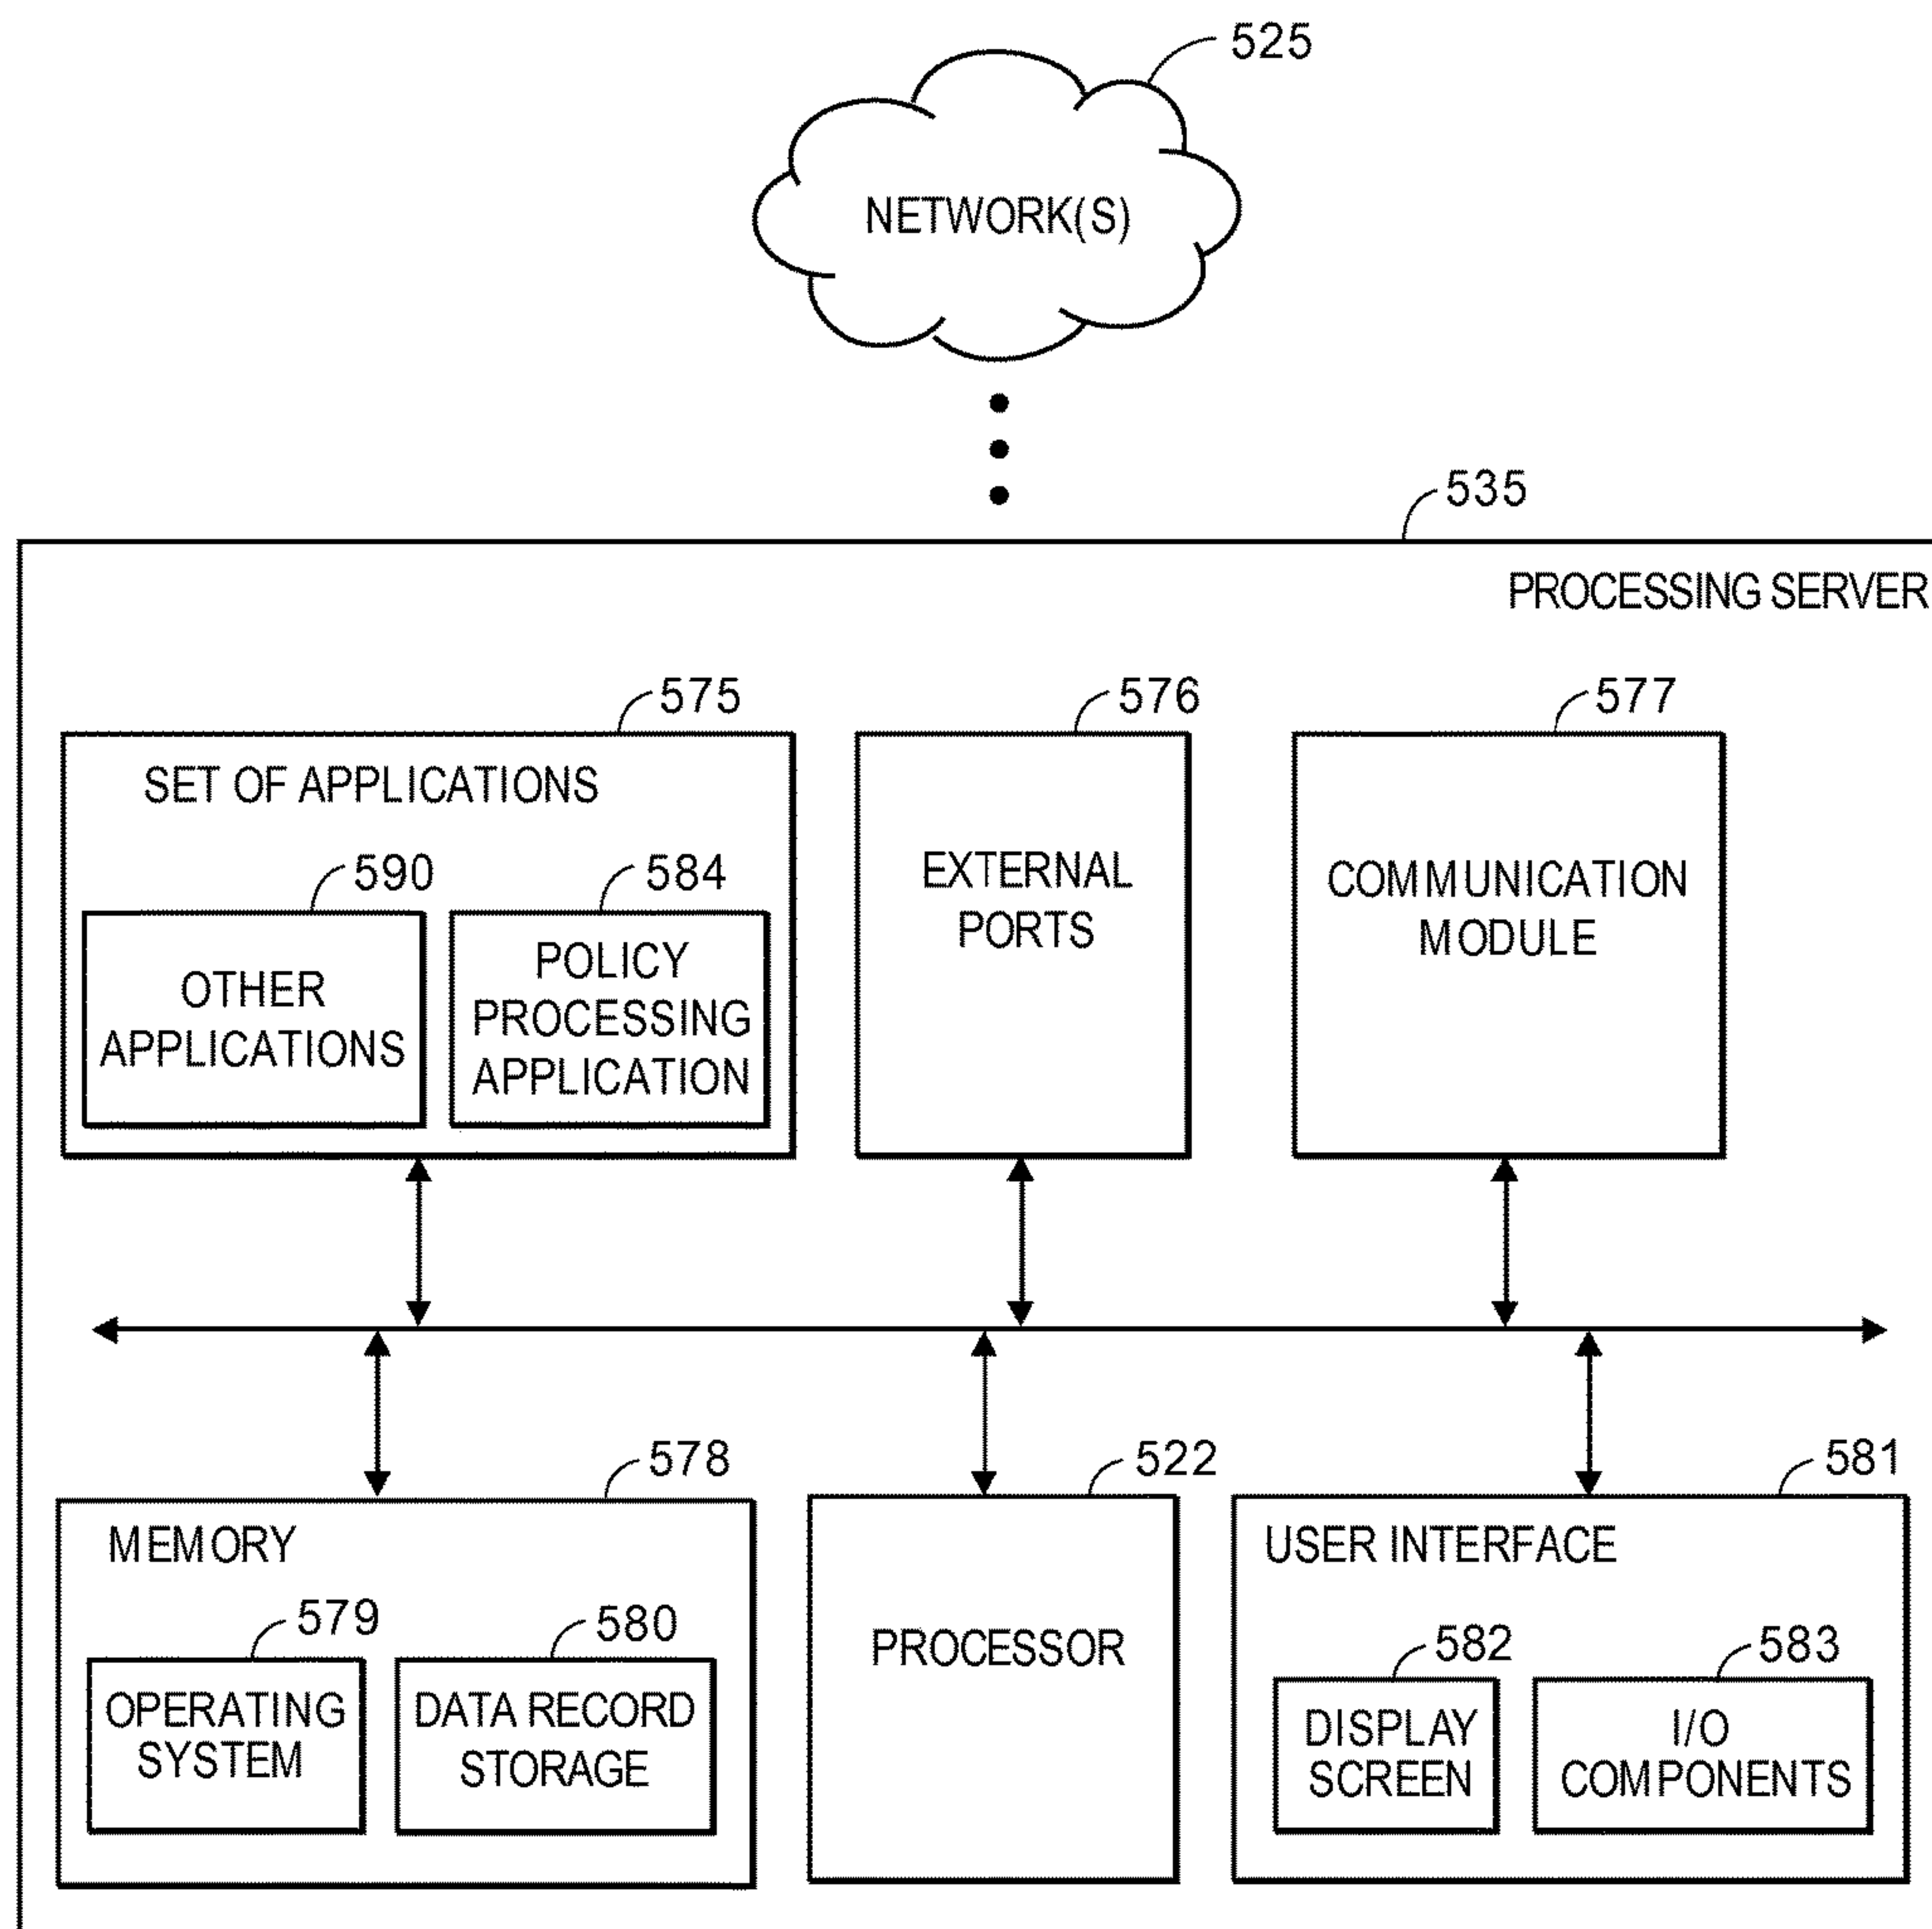 525
NETWORK(S)
535
PROCESSING SERVER
575
SET OF APPLICATIONS
590
OTHER
APPLICATIONS
584
POLICY
PROCESSING
APPLICATION
576
EXTERNAL
PORTS
577
COMMUNICATION
MODULE
578
MEMORY
579
OPERATING
SYSTEM
580
DATA RECORD
STORAGE
522
PROCESSOR
581
USER INTERFACE
582
DISPLAY
SCREEN
583
I/O
COMPONENTS